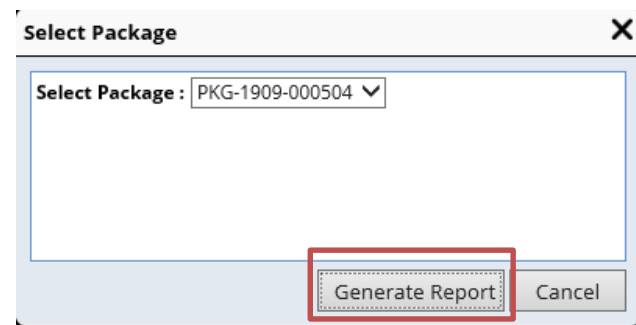 Select Package
Select Package : PKG-1909-000504
Generate Report Cancel